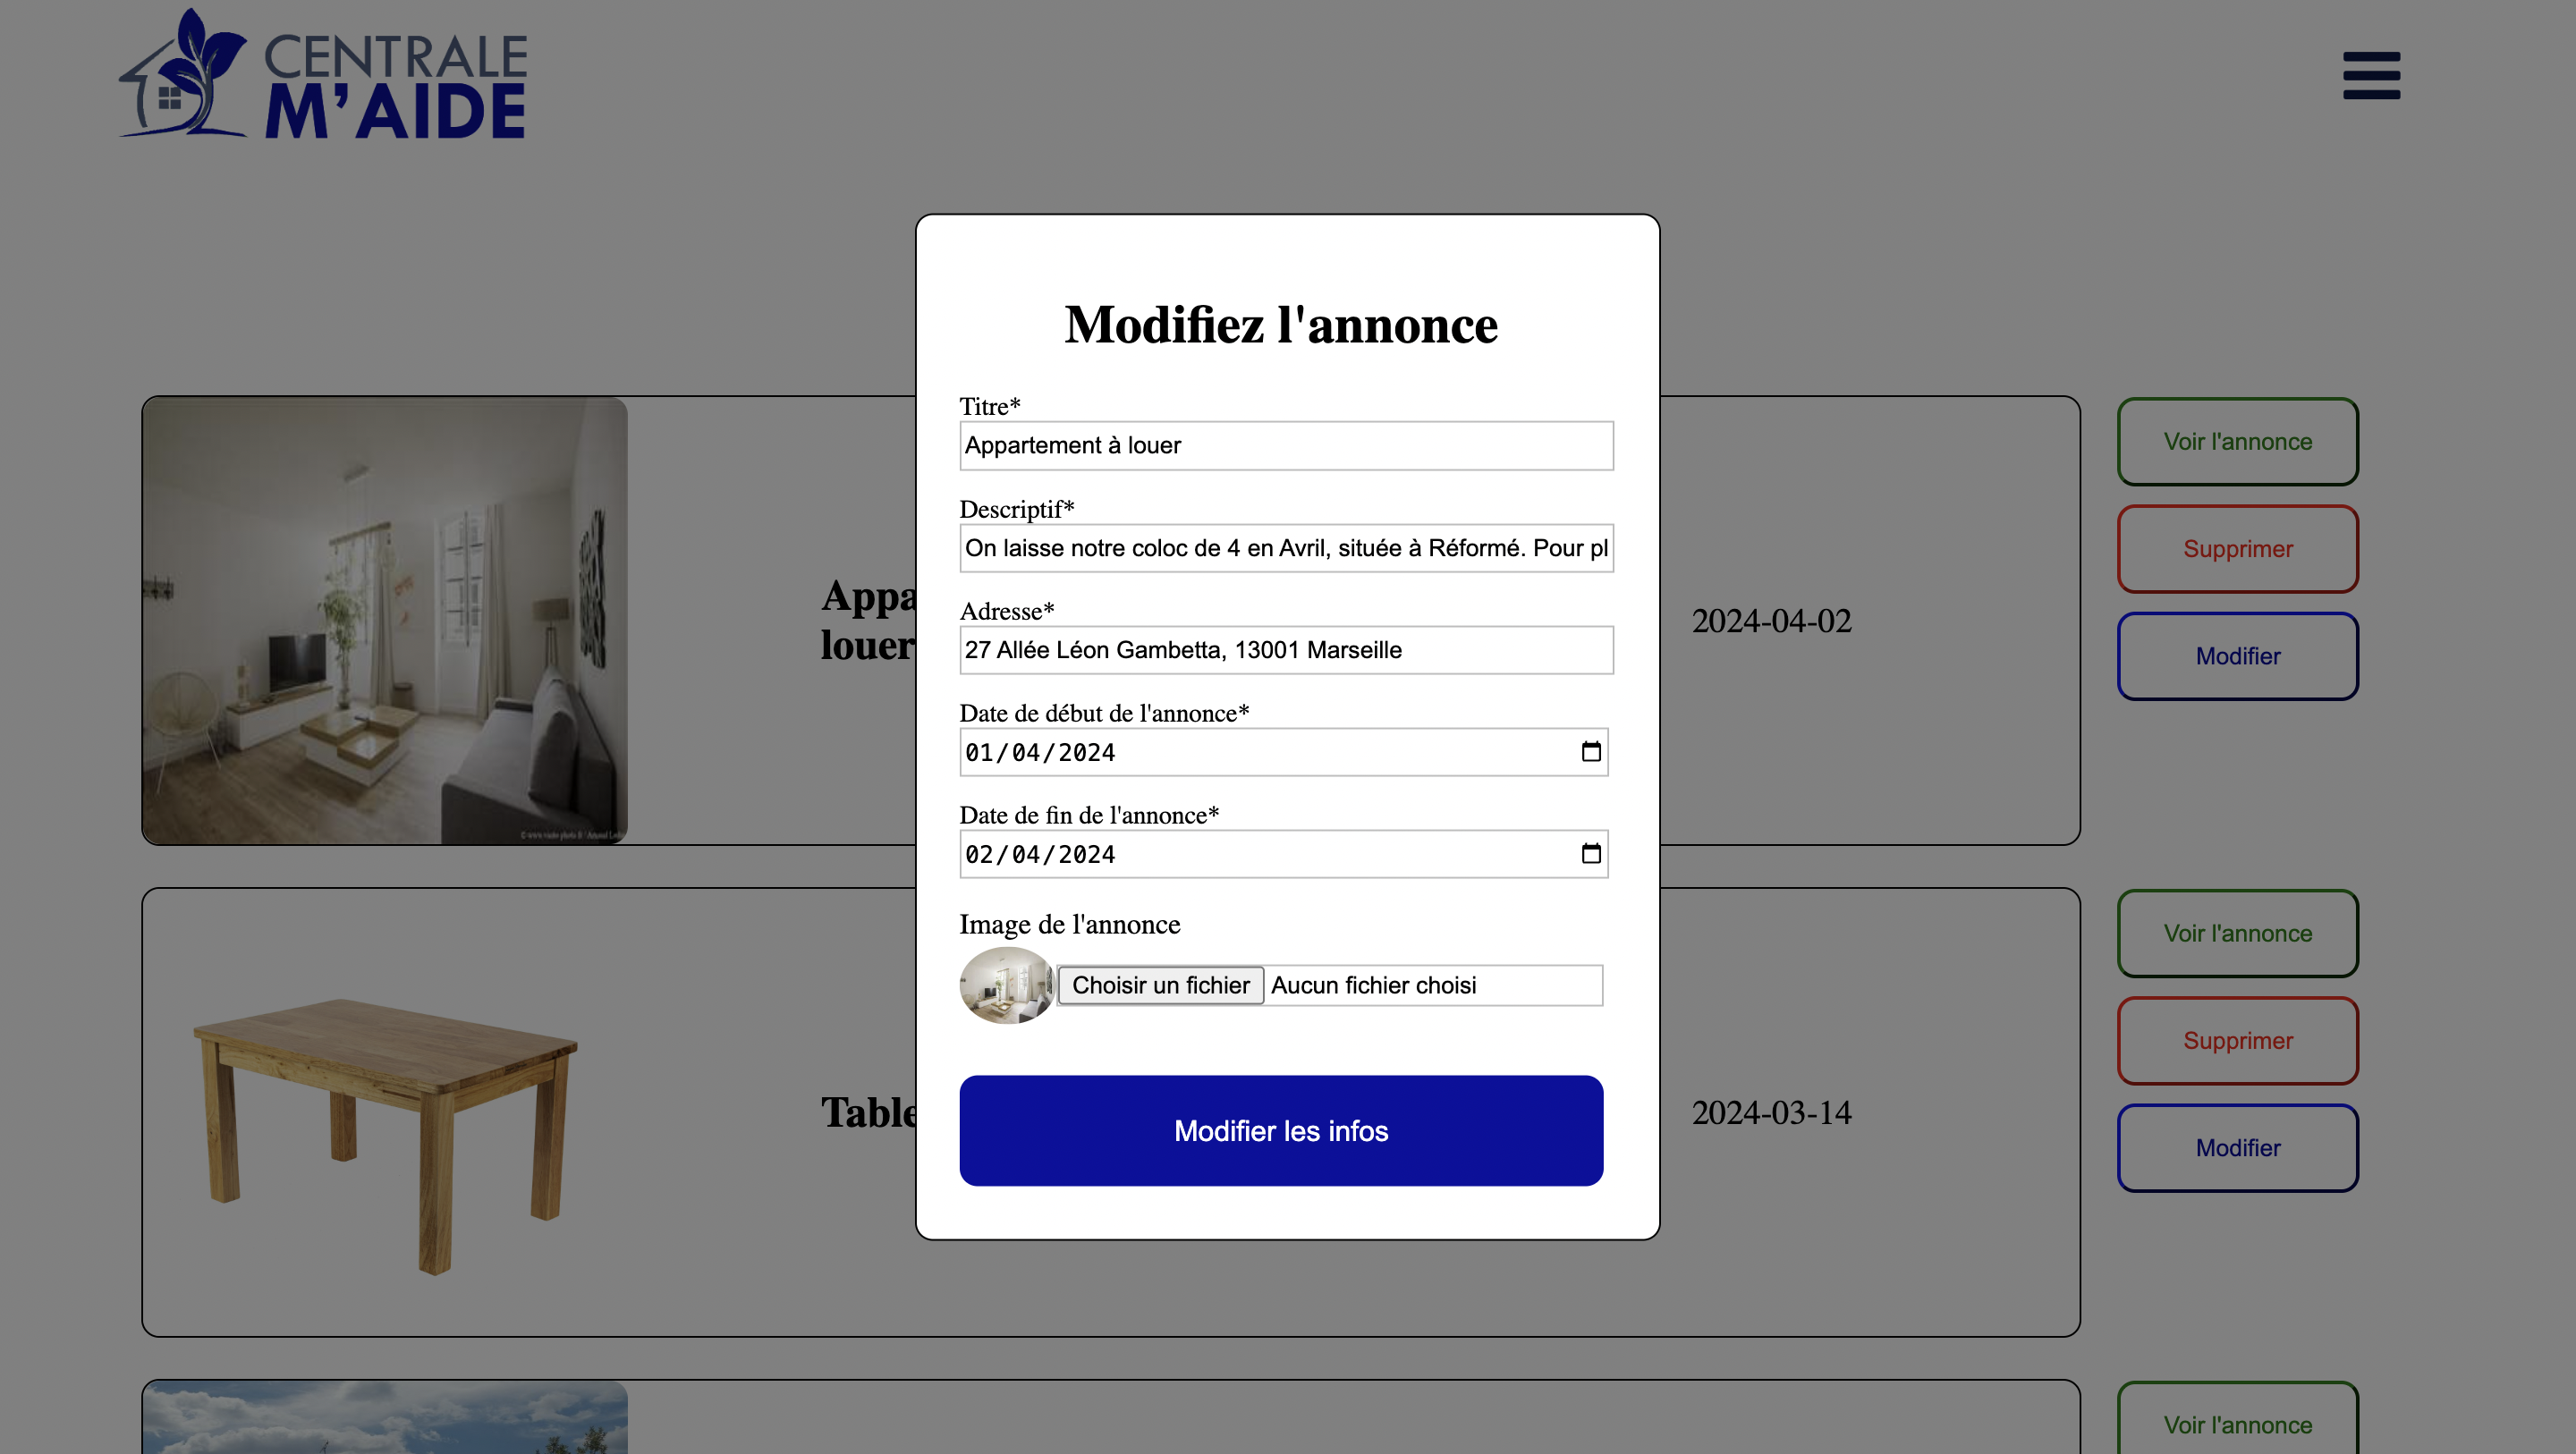 CENTRALE
M'AIDE
Modifiez l'annonce
Titre*
Appartement à louer
Descriptif*
On laisse notre coloc de 4 en Avril, située à Réformé. Pour pl
Adresse*
27 Allée Léon Gambetta, 13001 Marseille
Date de début de l'annonce*
01/04/2024
Date de fin de l'annonce*
02/04/2024
Image de l'annonce
Choisir un fichier Aucun fichier choisi
Modifier les infos
Appa
louer
2024-04-02
Voir l'annonce
Supprimer
Modifier
Table
2024-03-14
Voir l'annonce
Supprimer
Modifier
Voir l'annonce